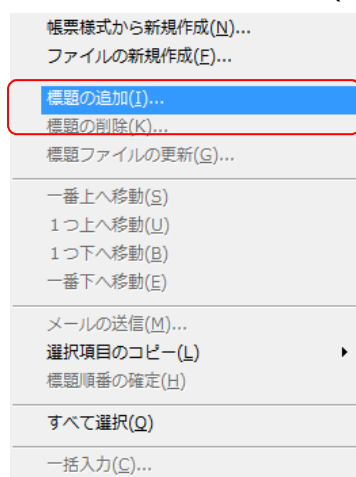 帳票様式から新規作成(N)...
ファイルの新規作成(F)...
標題の追加(I)...
標題の削除(K)...
標題ファイルの更新(G)...
一番上へ移動(S)
１つ上へ移動(U)
１つ下へ移動(B)
一番下へ移動(E)
メールの送信(M)...
選択項目のコピー(L)
標題順番の確定(H)
すべて選択(Q)
一括入力(C)...